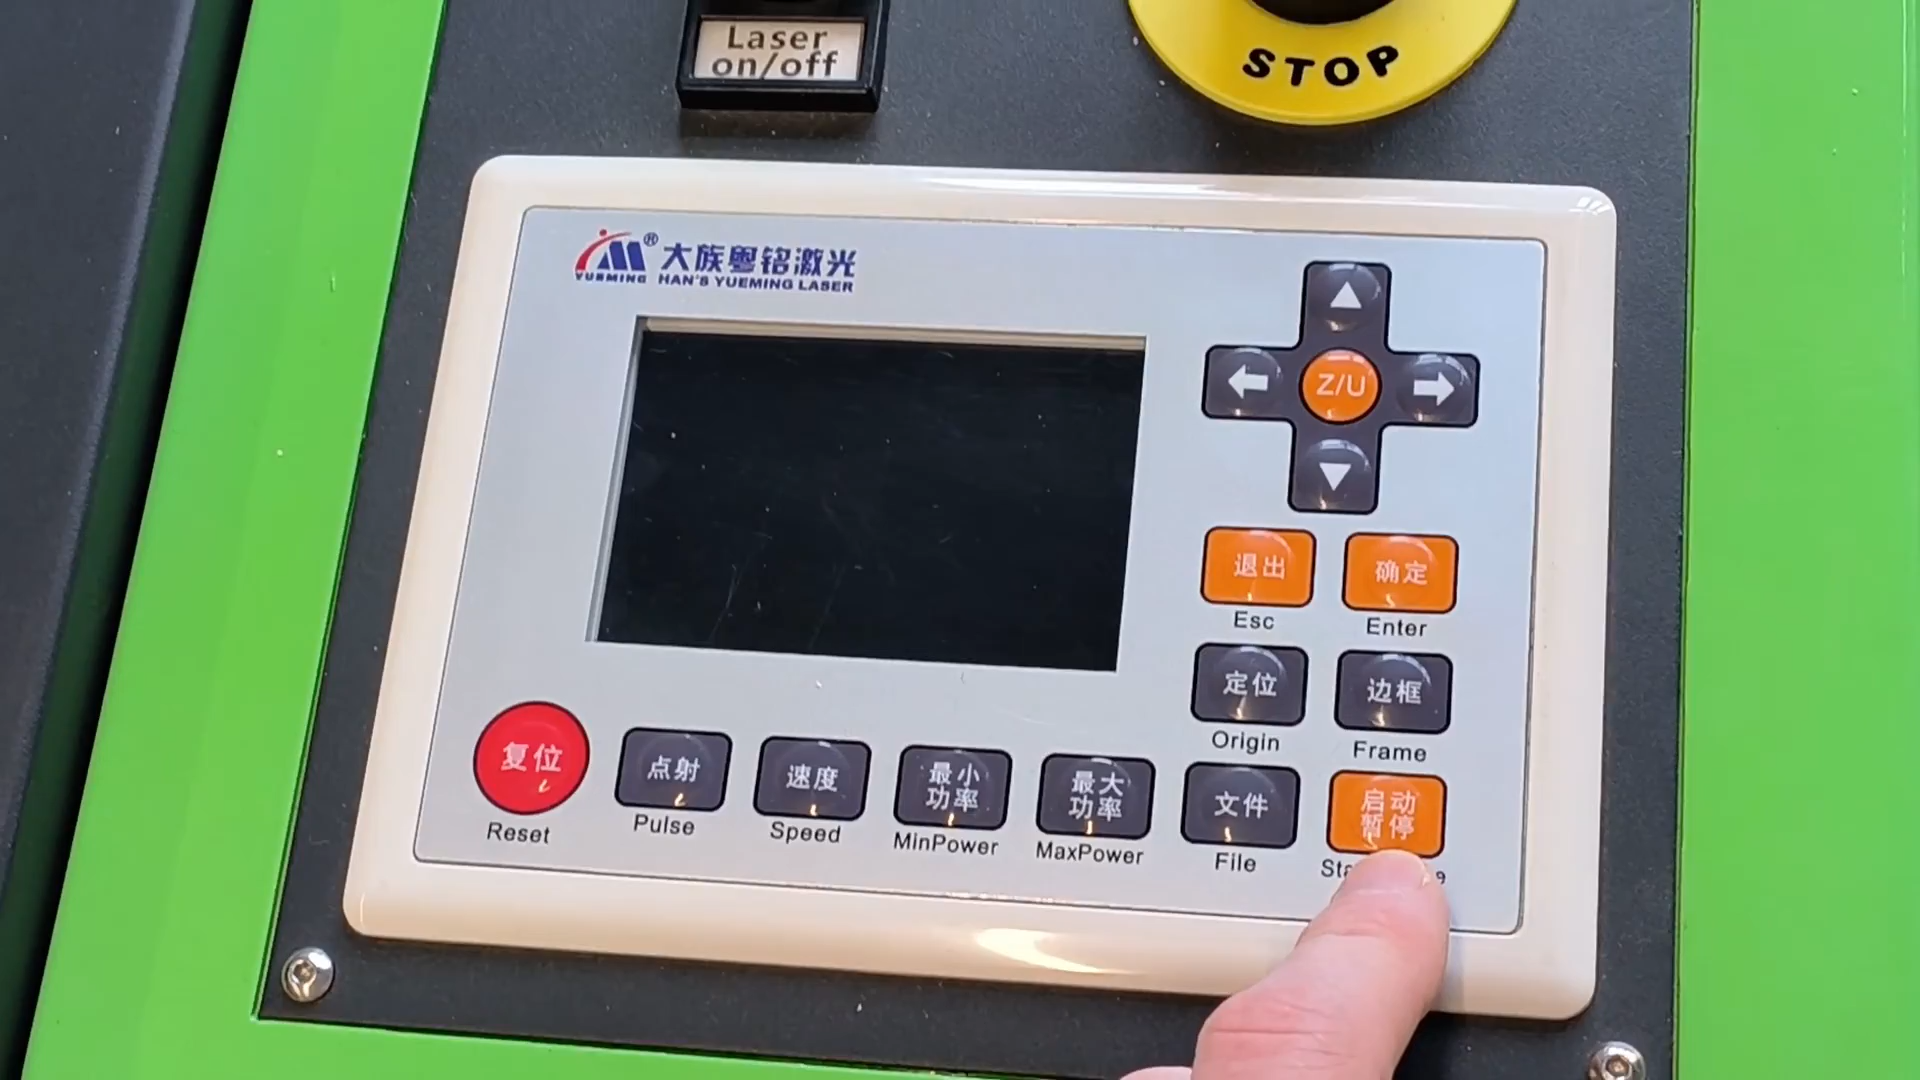 Laser
on/off
STOP
YUEMING
®
大族粤铭激光
HAN'S YUEMING LASER
Z/U
退出
Esc
确定
Enter
定位
Origin
边框
Frame
复位
Reset
点射
Pulse
速度
Speed
最小
功率
MinPower
最大
功率
MaxPower
文件
File
启动
暂停